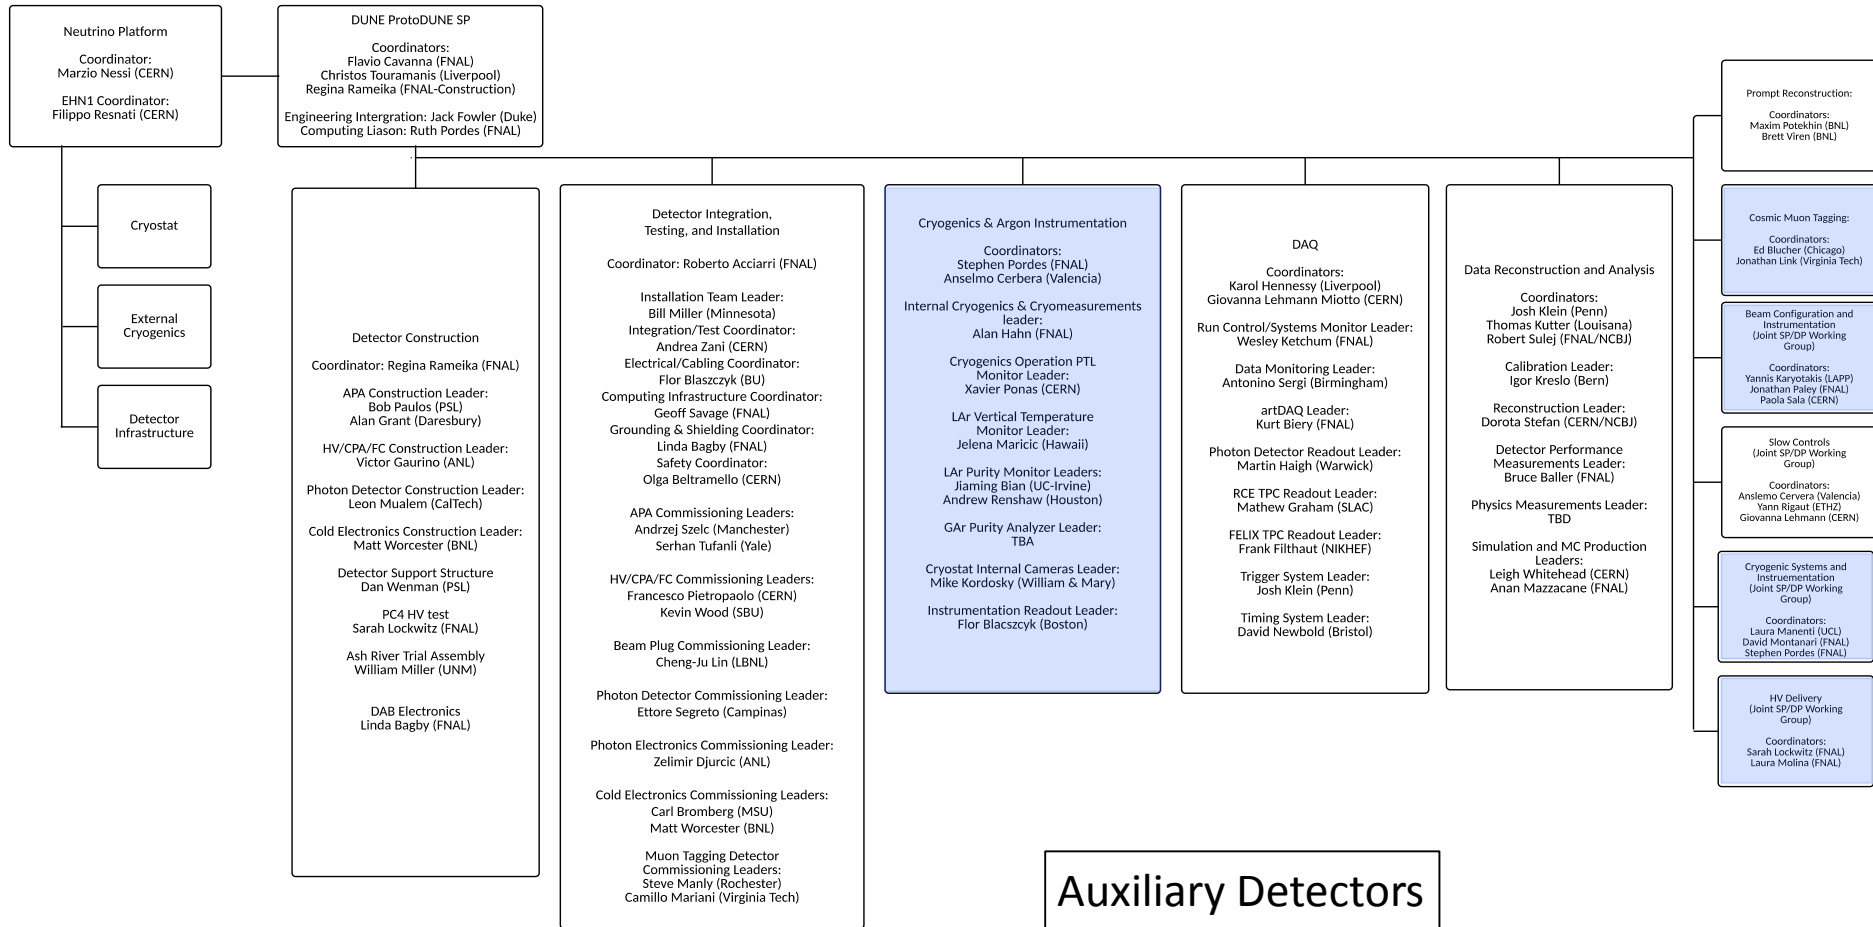 Neutrino Platform
Coordinator:
Marzio Nessi (CERN)
EHN1 Coordinator:
Filippo Resnati (CERN)
DUNE ProtoDUNE SP
Coordinators:
Flavio Cavanna (FNAL)
Christos Touramanis (Liverpool)
Regina Rameika (FNAL-Construction)
Engineering Intergration: Jack Fowler (Duke)
Computing Liason: Ruth Pordes (FNAL)
Cryostat
External
Cryogenics
Detector
Infrastructure
Detector Construction
Coordinator: Regina Rameika (FNAL)
APA Construction Leader:
Bob Paulos (PSL)
Alan Grant (Daresbury)
HV/CPA/FC Construction Leader:
Victor Gaurino (ANL)
Photon Detector Construction Leader:
Leon Mualem (CalTech)
Cold Electronics Construction Leader:
Matt Worcester (BNL)
Detector Support Structure
Dan Wenman (PSL)
PC4 HV test
Sarah Lockwitz (FNAL)
Ash River Trial Assembly
William Miller (UNM)
DAB Electronics
Linda Bagby (FNAL)
Detector Integration,
Testing, and Installation
Coordinator: Roberto Acciarri (FNAL)
Installation Team Leader:
Bill Miller (Minnesota)
Integration/Test Coordinator:
Andrea Zani (CERN)
Electrical/Cabling Coordinator:
Flor Blaszczyk (BU)
Computing Infrastructure Coordinator:
Geoff Savage (FNAL)
Grounding & Shielding Coordinator:
Linda Bagby (FNAL)
Safety Coordinator:
Olga Beltramello (CERN)
APA Commissioning Leaders:
Andrzej Szelc (Manchester)
Serhan Tufanli (Yale)
HV/CPA/FC Commissioning Leaders:
Francesco Pietropaolo (CERN)
Kevin Wood (SBU)
Beam Plug Commissioning Leader:
Cheng-Ju Lin (LBNL)
Photon Detector Commissioning Leader:
Ettore Segreto (Campinas)
Photon Electronics Commissioning Leader:
Zelimir Djurcic (ANL)
Cold Electronics Commissioning Leaders:
Carl Bromberg (MSU)
Matt Worcester (BNL)
Muon Tagging Detector
Commissioning Leaders:
Steve Manly (Rochester)
Camillo Mariani (Virginia Tech)
Cryogenics & Argon Instrumentation
Coordinators:
Stephen Pordes (FNAL)
Anselmo Cerbera (Valencia)
Internal Cryogenics & Cryomeasurements
leader:
Alan Hahn (FNAL)
Cryogenics Operation PTL
Monitor Leader:
Xavier Ponas (CERN)
LAr Vertical Temperature
Monitor Leader:
Jelena Maricic (Hawaii)
LAr Purity Monitor Leaders:
Jiaming Bian (UC-Irvine)
Andrew Renshaw (Houston)
GAr Purity Analyzer Leader:
TBA
Cryostat Internal Cameras Leader:
Mike Kordosky (William & Mary)
Instrumentation Readout Leader:
Flor Blacszcyk (Boston)
DAQ
Coordinators:
Karol Hennessy (Liverpool)
Giovanna Lehmann Miotto (CERN)
Run Control/Systems Monitor Leader:
Wesley Ketchum (FNAL)
Data Monitoring Leader:
Antonino Sergi (Birmingham)
artDAQ Leader:
Kurt Biery (FNAL)
Photon Detector Readout Leader:
Martin Haigh (Warwick)
RCE TPC Readout Leader:
Mathew Graham (SLAC)
FELIX TPC Readout Leader:
Frank Filthaut (NIKHEF)
Trigger System Leader:
Josh Klein (Penn)
Timing System Leader:
David Newbold (Bristol)
Data Reconstruction and Analysis
Coordinators:
Josh Klein (Penn)
Thomas Kutter (Louisana)
Robert Sulej (FNAL/NCBJ)
Calibration Leader:
Igor Kreslo (Bern)
Reconstruction Leader:
Dorota Stefan (CERN/NCBJ)
Detector Performance
Measurements Leader:
Bruce Baller (FNAL)
Physics Measurements Leader:
TBD
Simulation and MC Production
Leaders:
Leigh Whitehead (CERN)
Anan Mazzacane (FNAL)
Prompt Reconstruction:
Coordinators:
Maxim Potekhin (BNL)
Brett Viren (BNL)
Cosmic Muon Tagging:
Coordinators:
Ed Blucher (Chicago)
Jonathan Link (Virginia Tech)
Beam Configuration and
Instrumentation
(Joint SP/DP Working
Group)
Coordinators:
Yannis Karyotakis (LAPP)
Jonathan Paley (FNAL)
Paola Sala (CERN)
Slow Controls
(Joint SP/DP Working
Group)
Coordinators:
Anslemo Cervera (Valencia)
Yann Rigaut (ETHZ)
Giovanna Lehmann (CERN)
Cryogenic Systems and
Instruementation
(Joint SP/DP Working
Group)
Coordinators:
Laura Manenti (UCL)
David Montanari (FNAL)
Stephen Pordes (FNAL)
HV Delivery
(Joint SP/DP Working
Group)
Coordinators:
Sarah Lockwitz (FNAL)
Laura Molina (FNAL)
Auxiliary Detectors